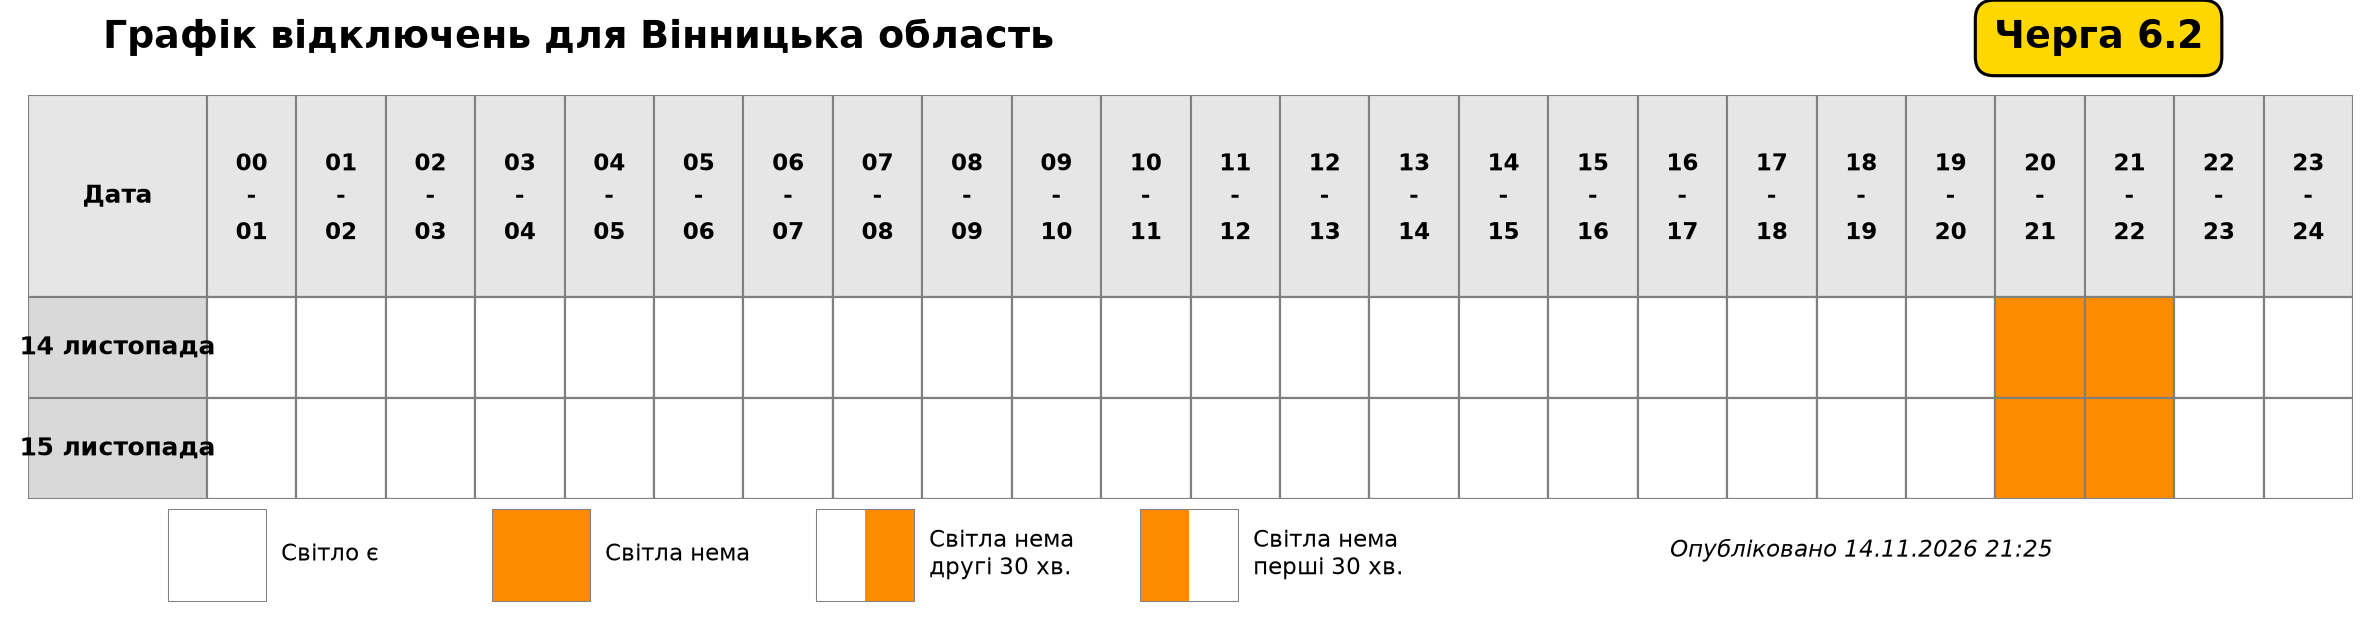 Графік відключень для Вінницька область
Черга 6.2
Дата
00 - 01
01 - 02
02 - 03
03 - 04
04 - 05
05 - 06
06 - 07
07 - 08
08 - 09
09 - 10
10 - 11
11 - 12
12 - 13
13 - 14
14 - 15
15 - 16
16 - 17
17 - 18
18 - 19
19 - 20
20 - 21
21 - 22
22 - 23
23 - 24
14 листопада
15 листопада
Світло є
Світла нема
Світла нема
другі 30 хв.
Світла нема
перші 30 хв.
Опубліковано 14.11.2026 21:25